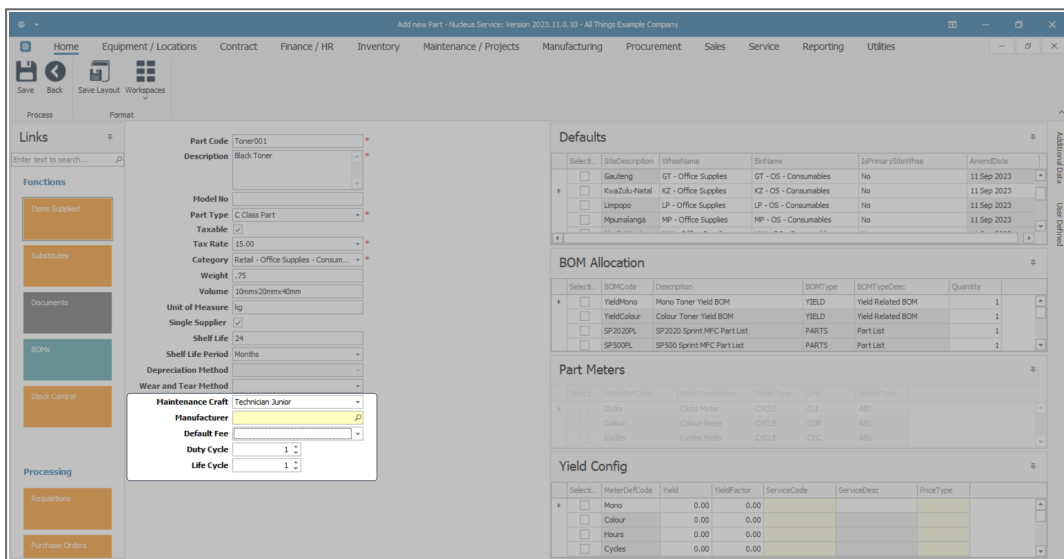 Add new Part - Nucleus Service: Version 2023.11.0.10 - All Things Example Company
Home Equipment / Locations Contract Finance / HR Inventory Maintenance / Projects Manufacturing Procurement Sales Service Reporting Utilities
Save Back Save Layout Workspaces
Process Format
Links
Enter text to search...
Functions
Items Supplied
Substitutes
Documents
BOMs
Stock Control
Processing
Requisitions
Purchase Orders
Part Code Toner001 *
Description Black Toner *
Model No
Part Type C Class Part *
Taxable
Tax Rate 15.00 *
Category Retail - Office Supplies - Consum... *
Weight .75
Volume 10mmx20mmx40mm
Unit of Measure kg
Single Supplier
Shelf Life 24
Shelf Life Period Months
Depreciation Method
Wear and Tear Method
Maintenance Craft Technician Junior
Manufacturer
Default Fee
Duty Cycle 1
Life Cycle 1
Defaults
Selecti... SiteDescription WhseName BinName IsPrimarySiteWhse AmendDate
Gauteng GT - Office Supplies GT - OS - Consumables No 11 Sep 2023
KwaZulu-Natal KZ - Office Supplies KZ - OS - Consumables No 11 Sep 2023
Limpopo LP - Office Supplies LP - OS - Consumables No 11 Sep 2023
Mpumalanga MP - Office Supplies MP - OS - Consumables No 11 Sep 2023
BOM Allocation
Selecti... BOMCode Description BOMType BOMTypeDesc Quantity
YieldMono Mono Toner Yield BOM YIELD Yield Related BOM 1
YieldColour Colour Toner Yield BOM YIELD Yield Related BOM 1
SP2020PL SP2020 Sprint MFC Part List PARTS Part List 1
SP500PL SP500 Sprint MFC Part List PARTS Part List 1
Part Meters
Selecti... MeterDefCode MeterDescription MeterType Unit ActionType
Clicks Clicks Meter CYCLE CLI ABS
Colour Colour Meter CYCLE COP ABS
Cycles Cycles Meter CYCLE CYC ABS
Yield Config
Selecti... MeterDefCode Yield YieldFactor ServiceCode ServiceDesc PriceType
Mono 0.00 0.00
Colour 0.00 0.00
Hours 0.00 0.00
Cycles 0.00 0.00
Additional Data
User Defined